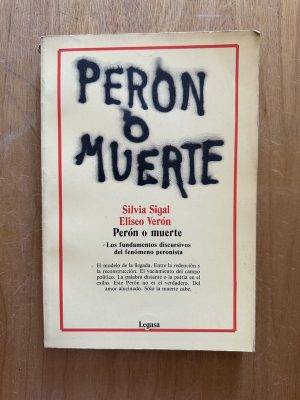 PERON
O
MUERTE
Silvia Sigal
Eliseo Verón
Perón o muerte
Los fundamentos discursivos
del fenómeno peronista
El modelo de la llegada. Entre la redención y
la reconstrucción. El vaciamiento del campo
político. La palabra distante o la patria en el
exilio. Este Perón no es el verdadero. Del
amor alucinado. Sólo la muerte cabe.
Legasa